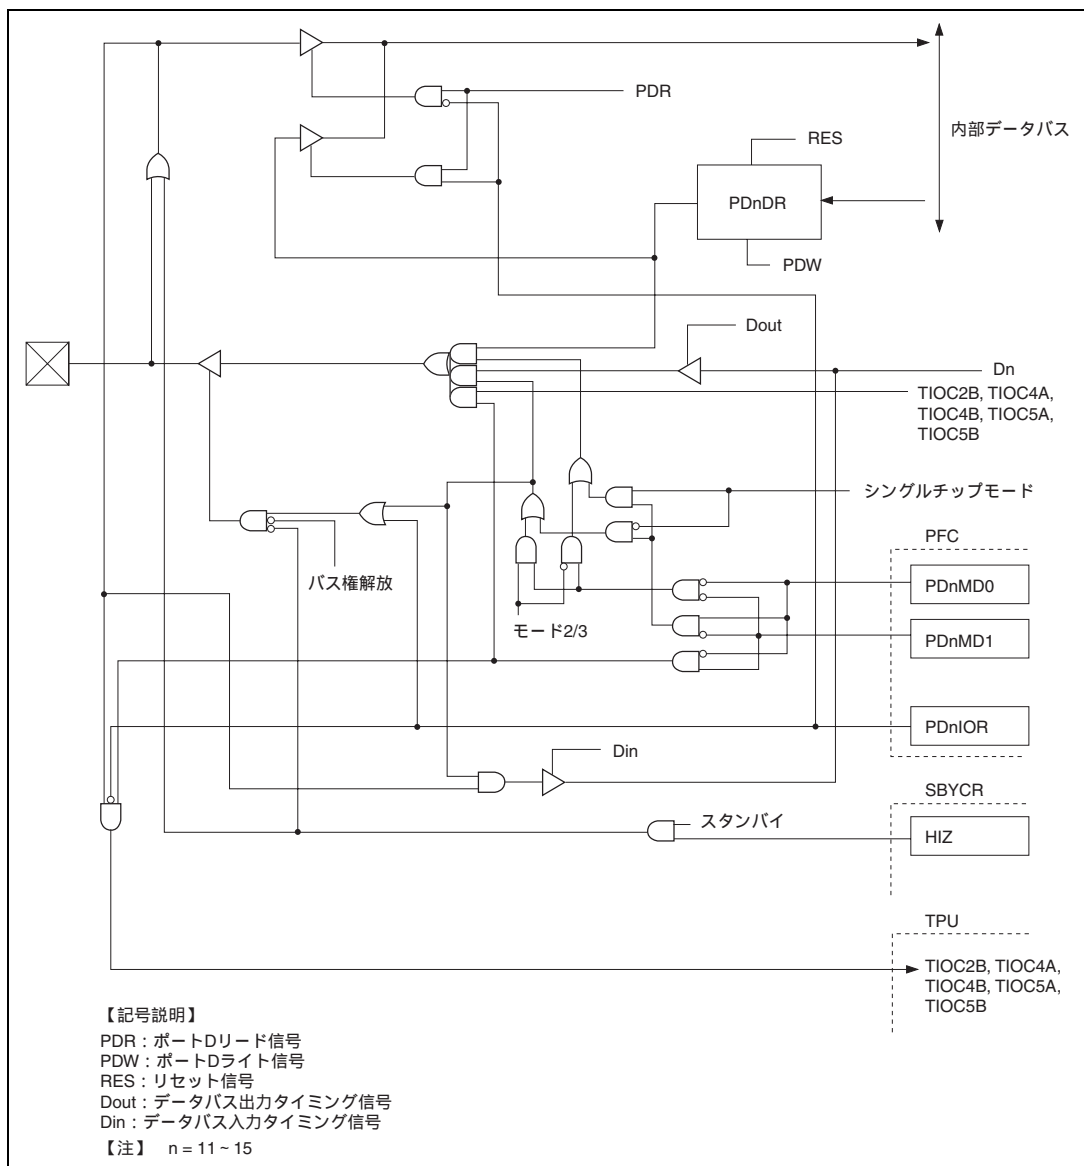 PDR
内部データバス
RES
PDnDR
PDW
Dout
Dn
TIOC2B, TIOC4A,
TIOC4B, TIOC5A,
TIOC5B
シングルチップモード
PFC
バス権解放
PDnMD0
モード2/3
PDnMD1
PDnIOR
Din
SBYCR
スタンバイ
HIZ
TPU
TIOC2B, TIOC4A,
TIOC4B, TIOC5A,
TIOC5B
【記号説明】
PDR：ポートDリード信号
PDW：ポートDライト信号
RES：リセット信号
Dout：データバス出力タイミング信号
Din：データバス入力タイミング信号
【注】 n = 11 ~ 15